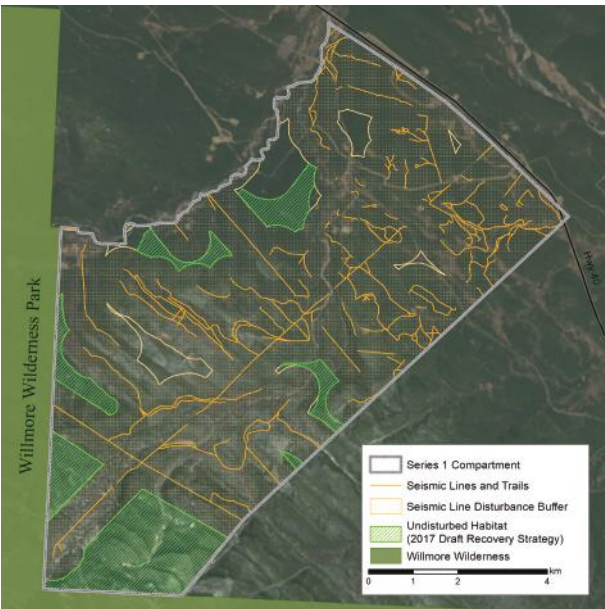 Willmore Wilderness Park
Hwy 40
Series 1 Compartment
Seismic Lines and Trails
Seismic Line Disturbance Buffer
Undisturbed Habitat
(2017 Draft Recovery Strategy)
Willmore Wilderness
km
0 1 2 4